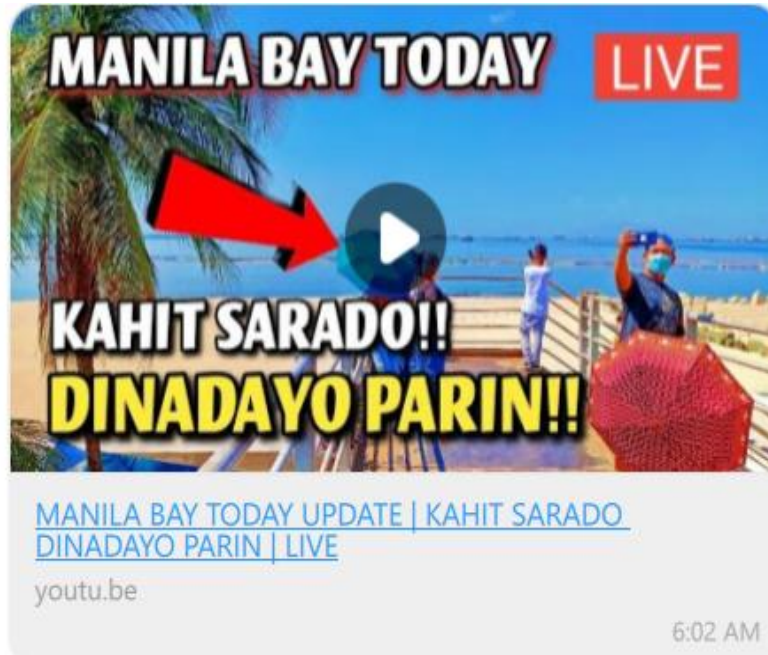 MANILA BAY TODAY
LIVE
KAHIT SARADO!!
DINADAYO PARIN!!
MANILA BAY TODAY UPDATE | KAHIT SARADO
DINADAYO PARIN | LIVE
youtu.be
6:02 AM